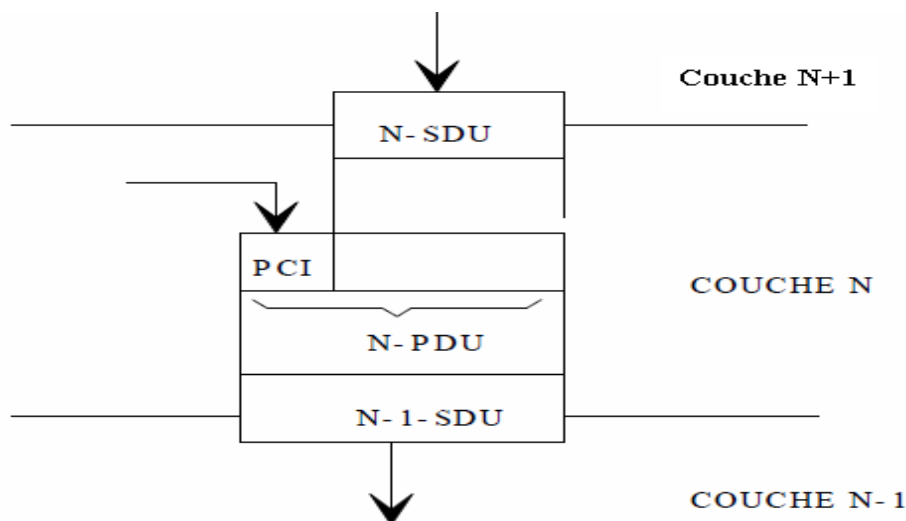 Couche N+1
N-SDU
PCI
COUCHE N
N-PDU
N-1-SDU
COUCHE N-1